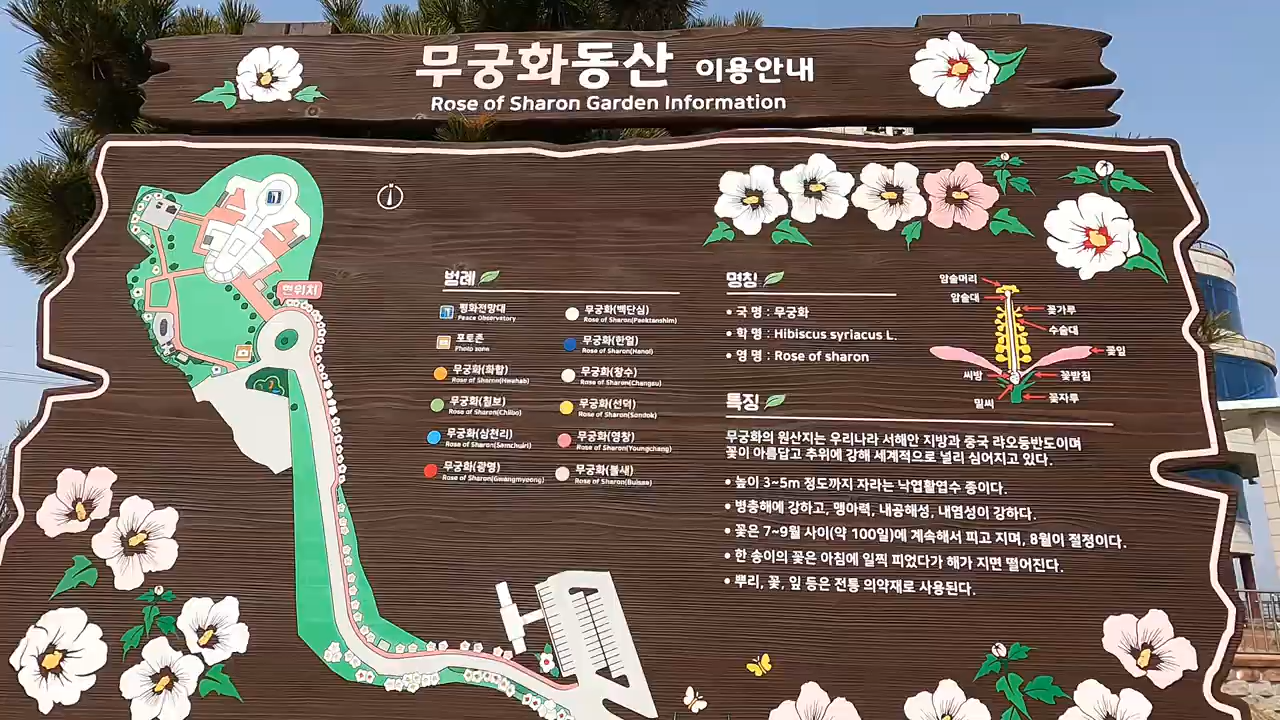 무궁화동산 이용안내
Rose of Sharon Garden Information
현위치
범례
평화전망대
Peace Observatory
포토존
Photo zone
무궁화(화합)
Rose of Sharon(Hwahab)
무궁화(칠보)
Rose of Sharon(Chilbo)
무궁화(삼천리)
Rose of Sharon(Samchulri)
무궁화(광명)
Rose of Sharon(Gwangmyeong)
무궁화(백단심)
Rose of Sharon(Paektanshim)
무궁화(한얼)
Rose of Sharon(Hanol)
무궁화(창수)
Rose of Sharon(Changsu)
무궁화(선덕)
Rose of Sharon(Sondok)
무궁화(영창)
Rose of Sharon(Youngchang)
무궁화(불새)
Rose of Sharon(Bulsae)
명칭
• 국 명 : 무궁화
• 학 명 : Hibiscus syriacus L.
• 영 명 : Rose of sharon
암술머리
암술대
꽃가루
수술대
꽃잎
씨방
꽃받침
밑씨
꽃자루
특징
무궁화의 원산지는 우리나라 서해안 지방과 중국 랴오둥반도이며
꽃이 아름답고 추위에 강해 세계적으로 널리 심어지고 있다.
• 높이 3~5m 정도까지 자라는 낙엽활엽수 종이다.
• 병충해에 강하고, 맹아력, 내공해성, 내염성이 강하다.
• 꽃은 7~9월 사이(약 100일)에 계속해서 피고 지며, 8월이 절정이다.
• 한 송이의 꽃은 아침에 일찍 피었다가 해가 지면 떨어진다.
• 뿌리, 꽃, 잎 등은 전통 의약재로 사용된다.